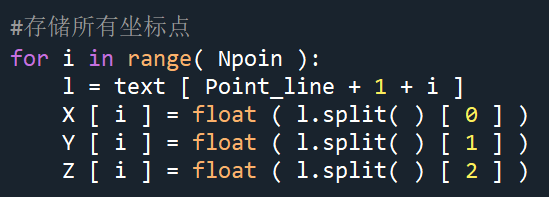 #存储所有坐标点
for i in range( Npoin ):
    l = text [ Point_line + 1 + i ]
    X [ i ] = float ( l.split( ) [ 0 ] )
    Y [ i ] = float ( l.split( ) [ 1 ] )
    Z [ i ] = float ( l.split( ) [ 2 ] )